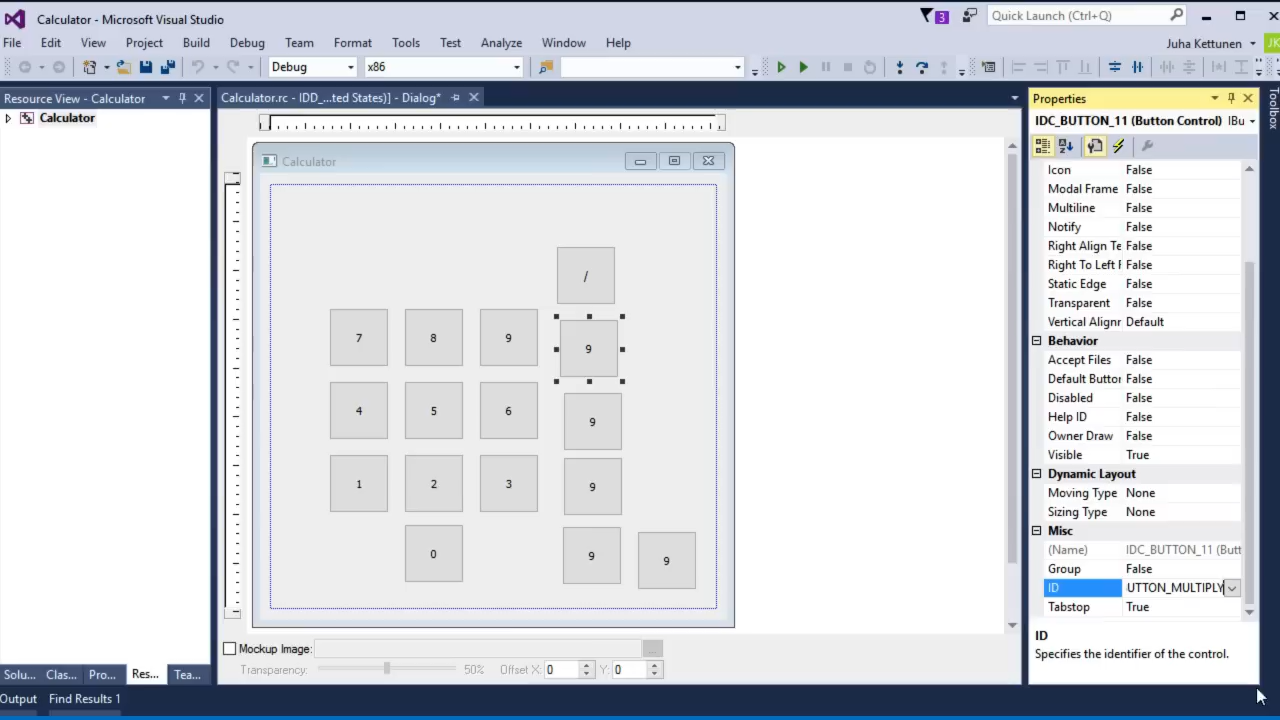 Calculator - Microsoft Visual Studio
3
Quick Launch (Ctrl+Q)
File Edit View Project Build Debug Team Format Tools Test Analyze Window Help
Juha Kettunen
JK
Debug
x86
Resource View - Calculator
Calculator
Calculator.rc - IDD_...ted States)] - Dialog*
Calculator
/
7 8 9 9
4 5 6 9
1 2 3 9
0 9 9
Mockup Image:
...
Transparency: 50% Offset X: 0 Y: 0
Properties
IDC_BUTTON_11 (Button Control) IBu
Icon False
Modal Frame False
Multiline False
Notify False
Right Align Te False
Right To Left F False
Static Edge False
Transparent False
Vertical Alignr Default
Behavior
Accept Files False
Default Button False
Disabled False
Help ID False
Owner Draw False
Visible True
Dynamic Layout
Moving Type None
Sizing Type None
Misc
(Name) IDC_BUTTON_11 (Butt
Group False
ID UTTON_MULTIPLY
Tabstop True
ID
Specifies the identifier of the control.
Toolbox
Solu... Clas... Pro... Res... Tea...
Output Find Results 1